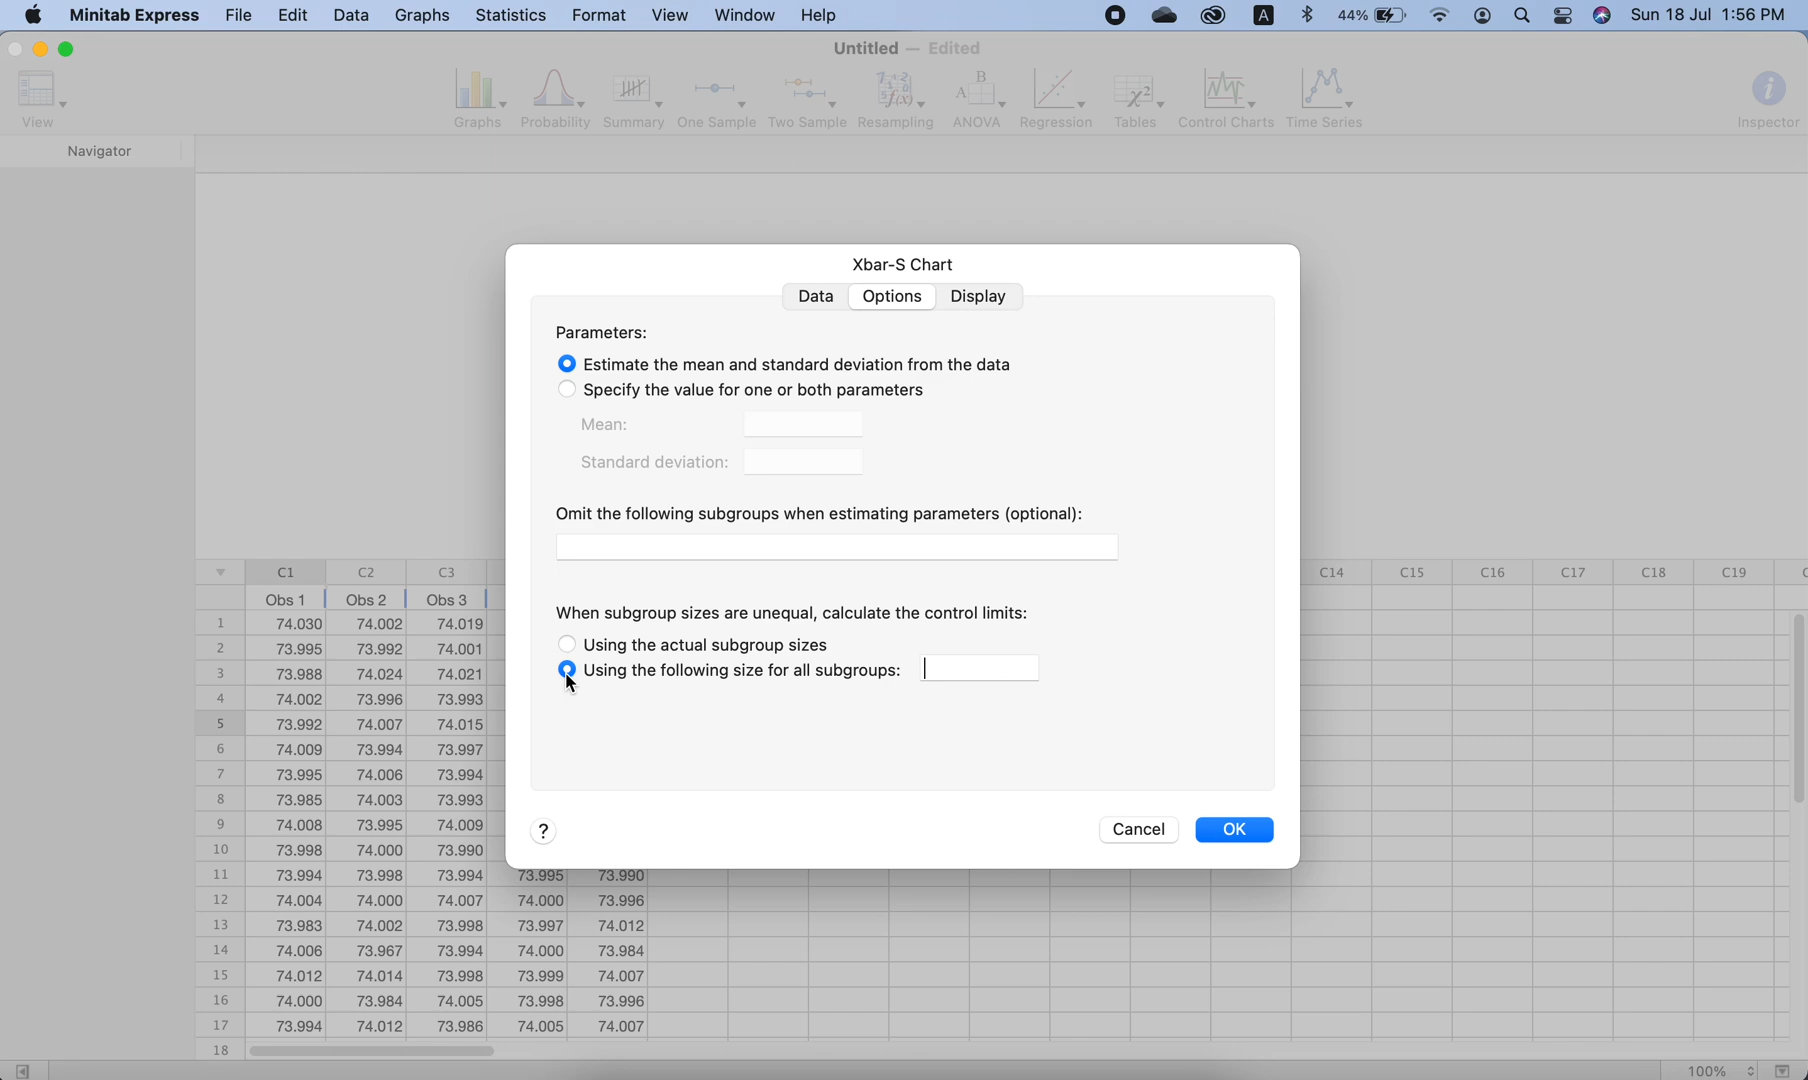 Minitab Express File Edit Data Graphs Statistics Format View Window Help A 44% Sun 18 Jul 1:56 PM
Untitled — Edited
View Graphs Probability Summary One Sample Two Sample Resampling ANOVA Regression Tables Control Charts Time Series Inspector
Navigator
Xbar-S Chart
Data Options Display
Parameters:
Estimate the mean and standard deviation from the data
Specify the value for one or both parameters
Mean:
Standard deviation:
Omit the following subgroups when estimating parameters (optional):
When subgroup sizes are unequal, calculate the control limits:
Using the actual subgroup sizes
Using the following size for all subgroups:
? Cancel OK
C1 C2 C3 C14 C15 C16 C17 C18 C19
Obs 1 Obs 2 Obs 3
1 74.030 74.002 74.019
2 73.995 73.992 74.001
3 73.988 74.024 74.021
4 74.002 73.996 73.993
5 73.992 74.007 74.015
6 74.009 73.994 73.997
7 73.995 74.006 73.994
8 73.985 74.003 73.993
9 74.008 73.995 74.009
10 73.998 74.000 73.990
11 73.994 73.998 73.994 73.995 73.990
12 74.004 74.000 74.007 74.000 73.996
13 73.983 74.002 73.998 73.997 74.012
14 74.006 73.967 73.994 74.000 73.984
15 74.012 74.014 73.998 73.999 74.007
16 74.000 73.984 74.005 73.998 73.996
17 73.994 74.012 73.986 74.005 74.007
18
100%